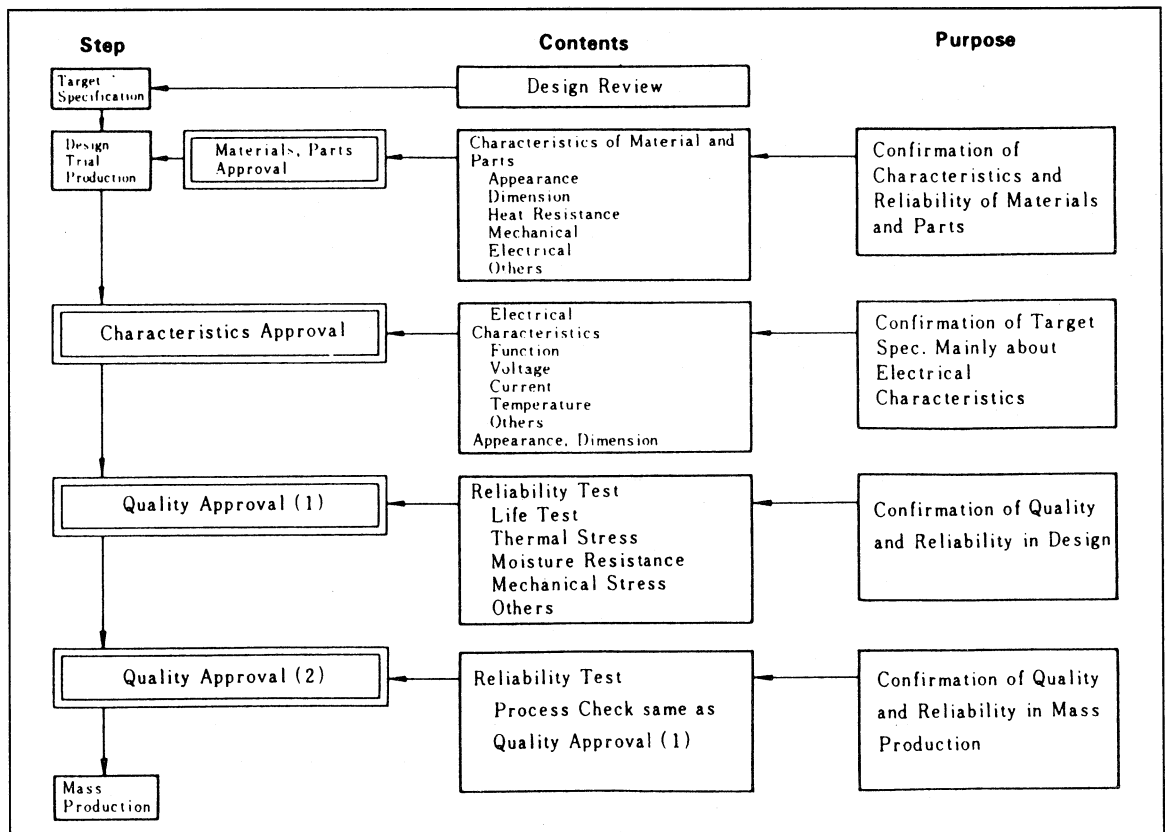 Step
Contents
Purpose
Target
Specification
Design Review
Design
Trial
Production
Materials, Parts
Approval
Characteristics of Material and
Parts
Appearance
Dimension
Heat Resistance
Mechanical
Electrical
Others
Confirmation of
Characteristics and
Reliability of Materials
and Parts
Characteristics Approval
Electrical
Characteristics
Function
Voltage
Current
Temperature
Others
Appearance, Dimension
Confirmation of Target
Spec. Mainly about
Electrical
Characteristics
Quality Approval (1)
Reliability Test
Life Test
Thermal Stress
Moisture Resistance
Mechanical Stress
Others
Confirmation of Quality
and Reliability in Design
Quality Approval (2)
Reliability Test
Process Check same as
Quality Approval (1)
Confirmation of Quality
and Reliability in Mass
Production
Mass
Production